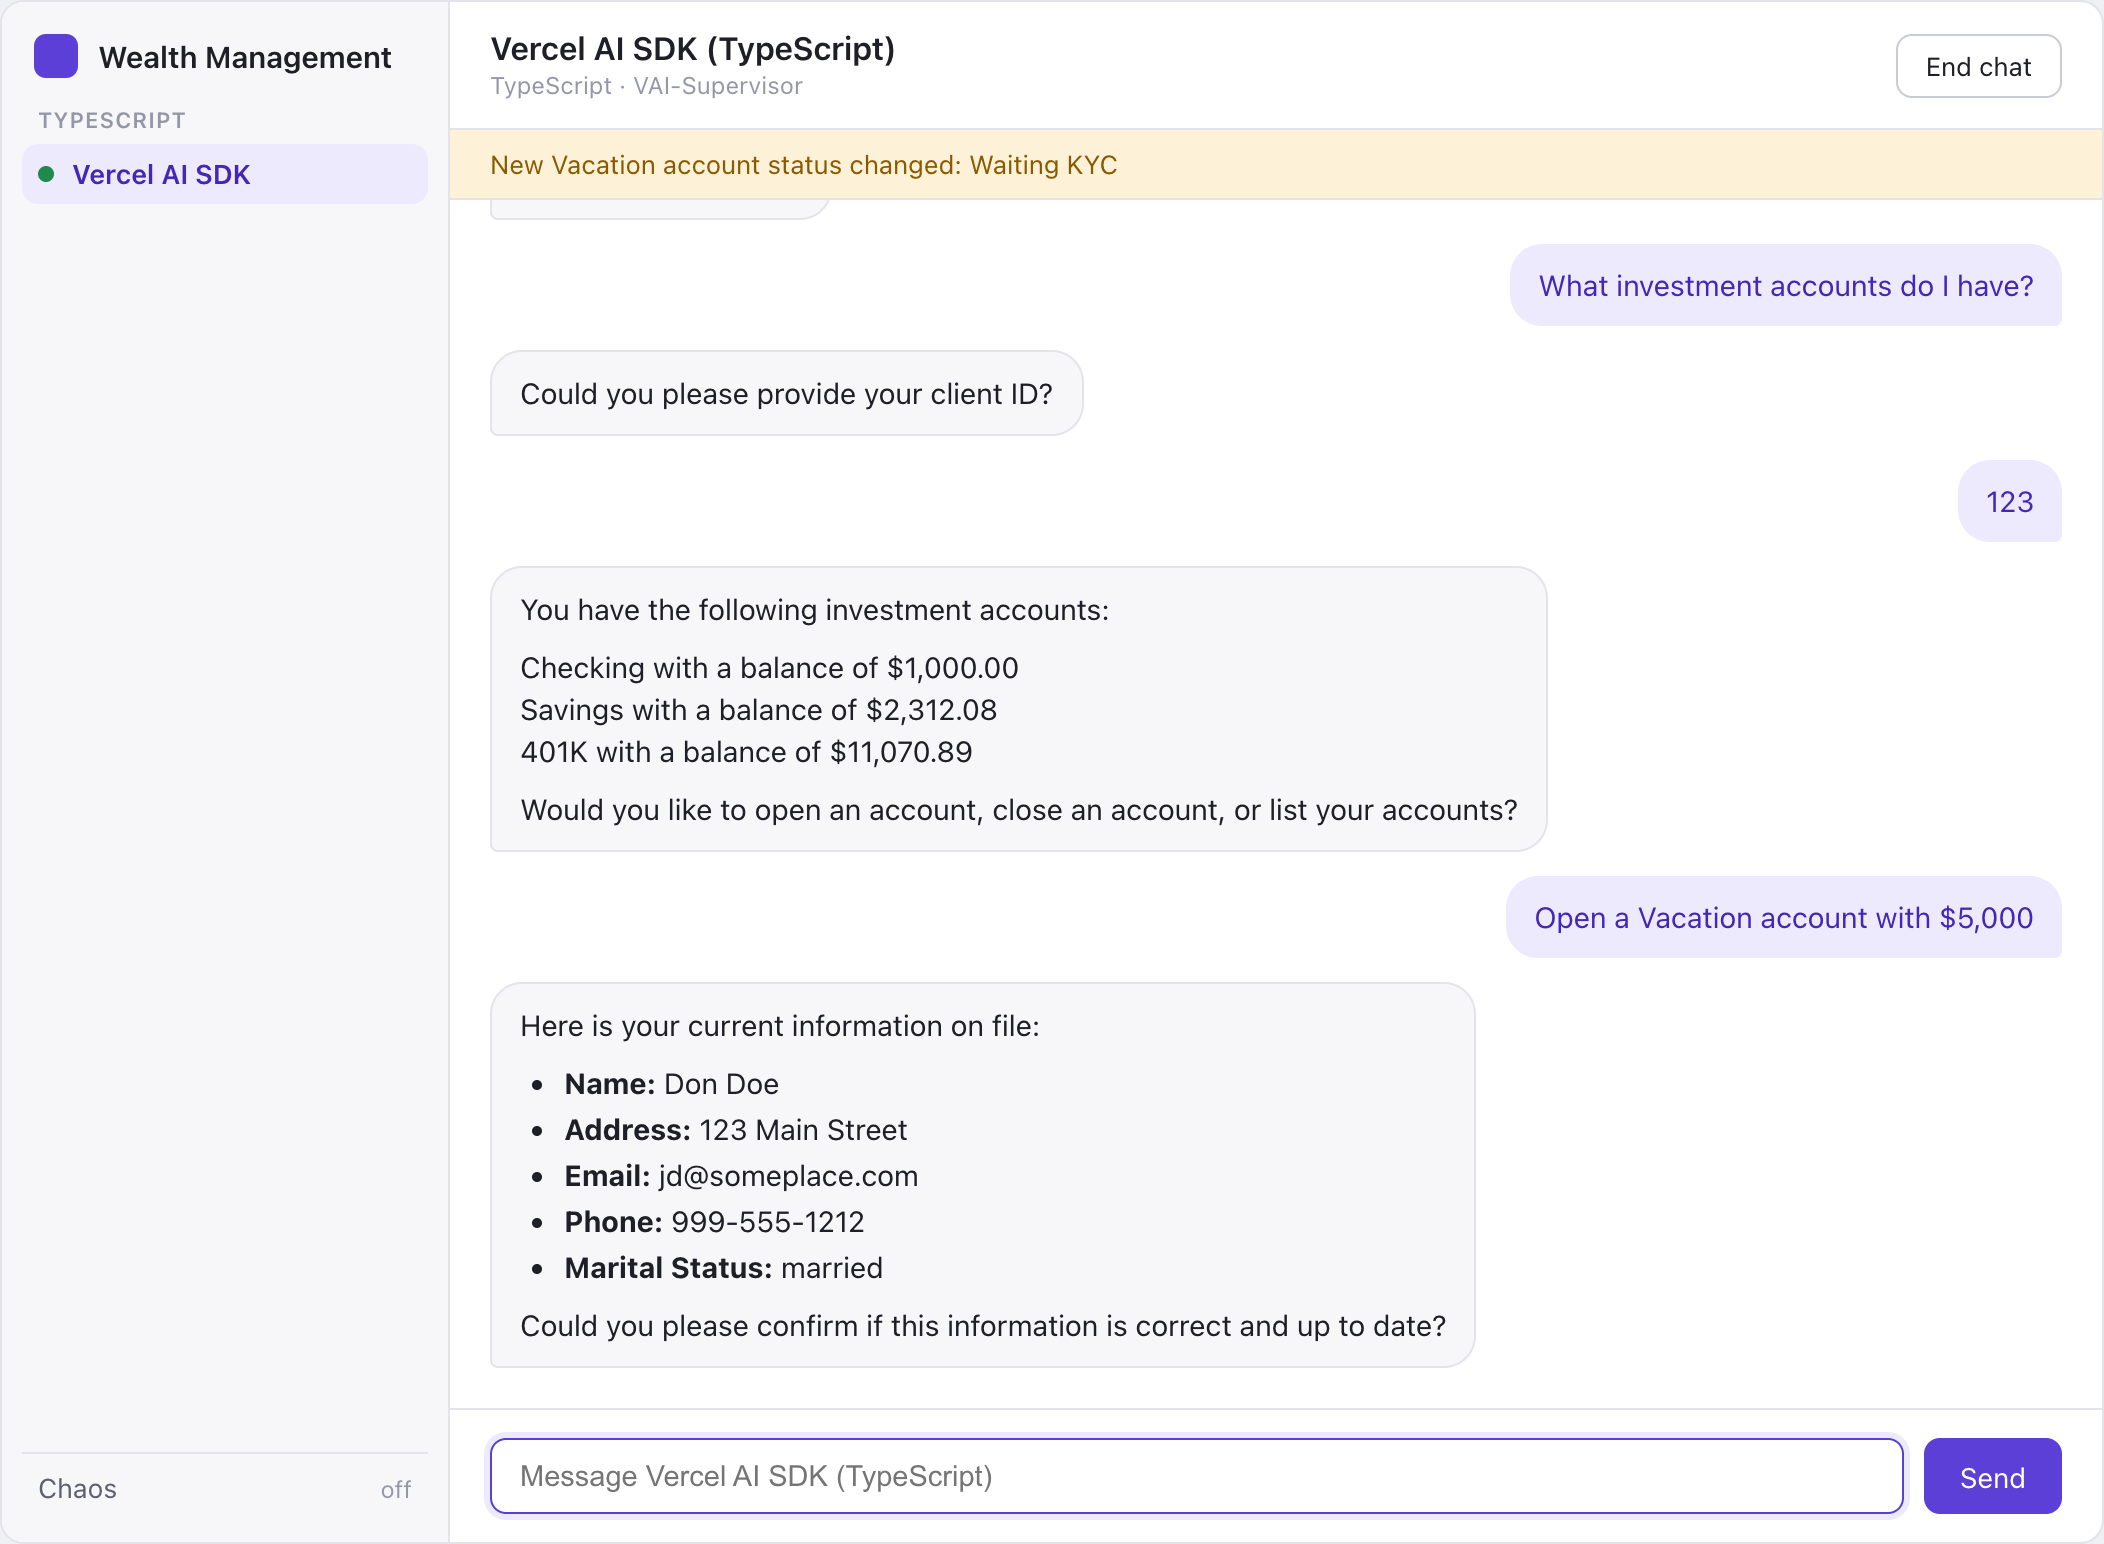 Wealth Management
TYPESCRIPT
Vercel AI SDK
Chaos
off
Vercel AI SDK (TypeScript)
TypeScript · VAI-Supervisor
End chat
New Vacation account status changed: Waiting KYC
What investment accounts do I have?
Could you please provide your client ID?
123
You have the following investment accounts:
Checking with a balance of $1,000.00
Savings with a balance of $2,312.08
401K with a balance of $11,070.89
Would you like to open an account, close an account, or list your accounts?
Open a Vacation account with $5,000
Here is your current information on file:
• Name: Don Doe
• Address: 123 Main Street
• Email: jd@someplace.com
• Phone: 999-555-1212
• Marital Status: married
Could you please confirm if this information is correct and up to date?
Message Vercel AI SDK (TypeScript)
Send